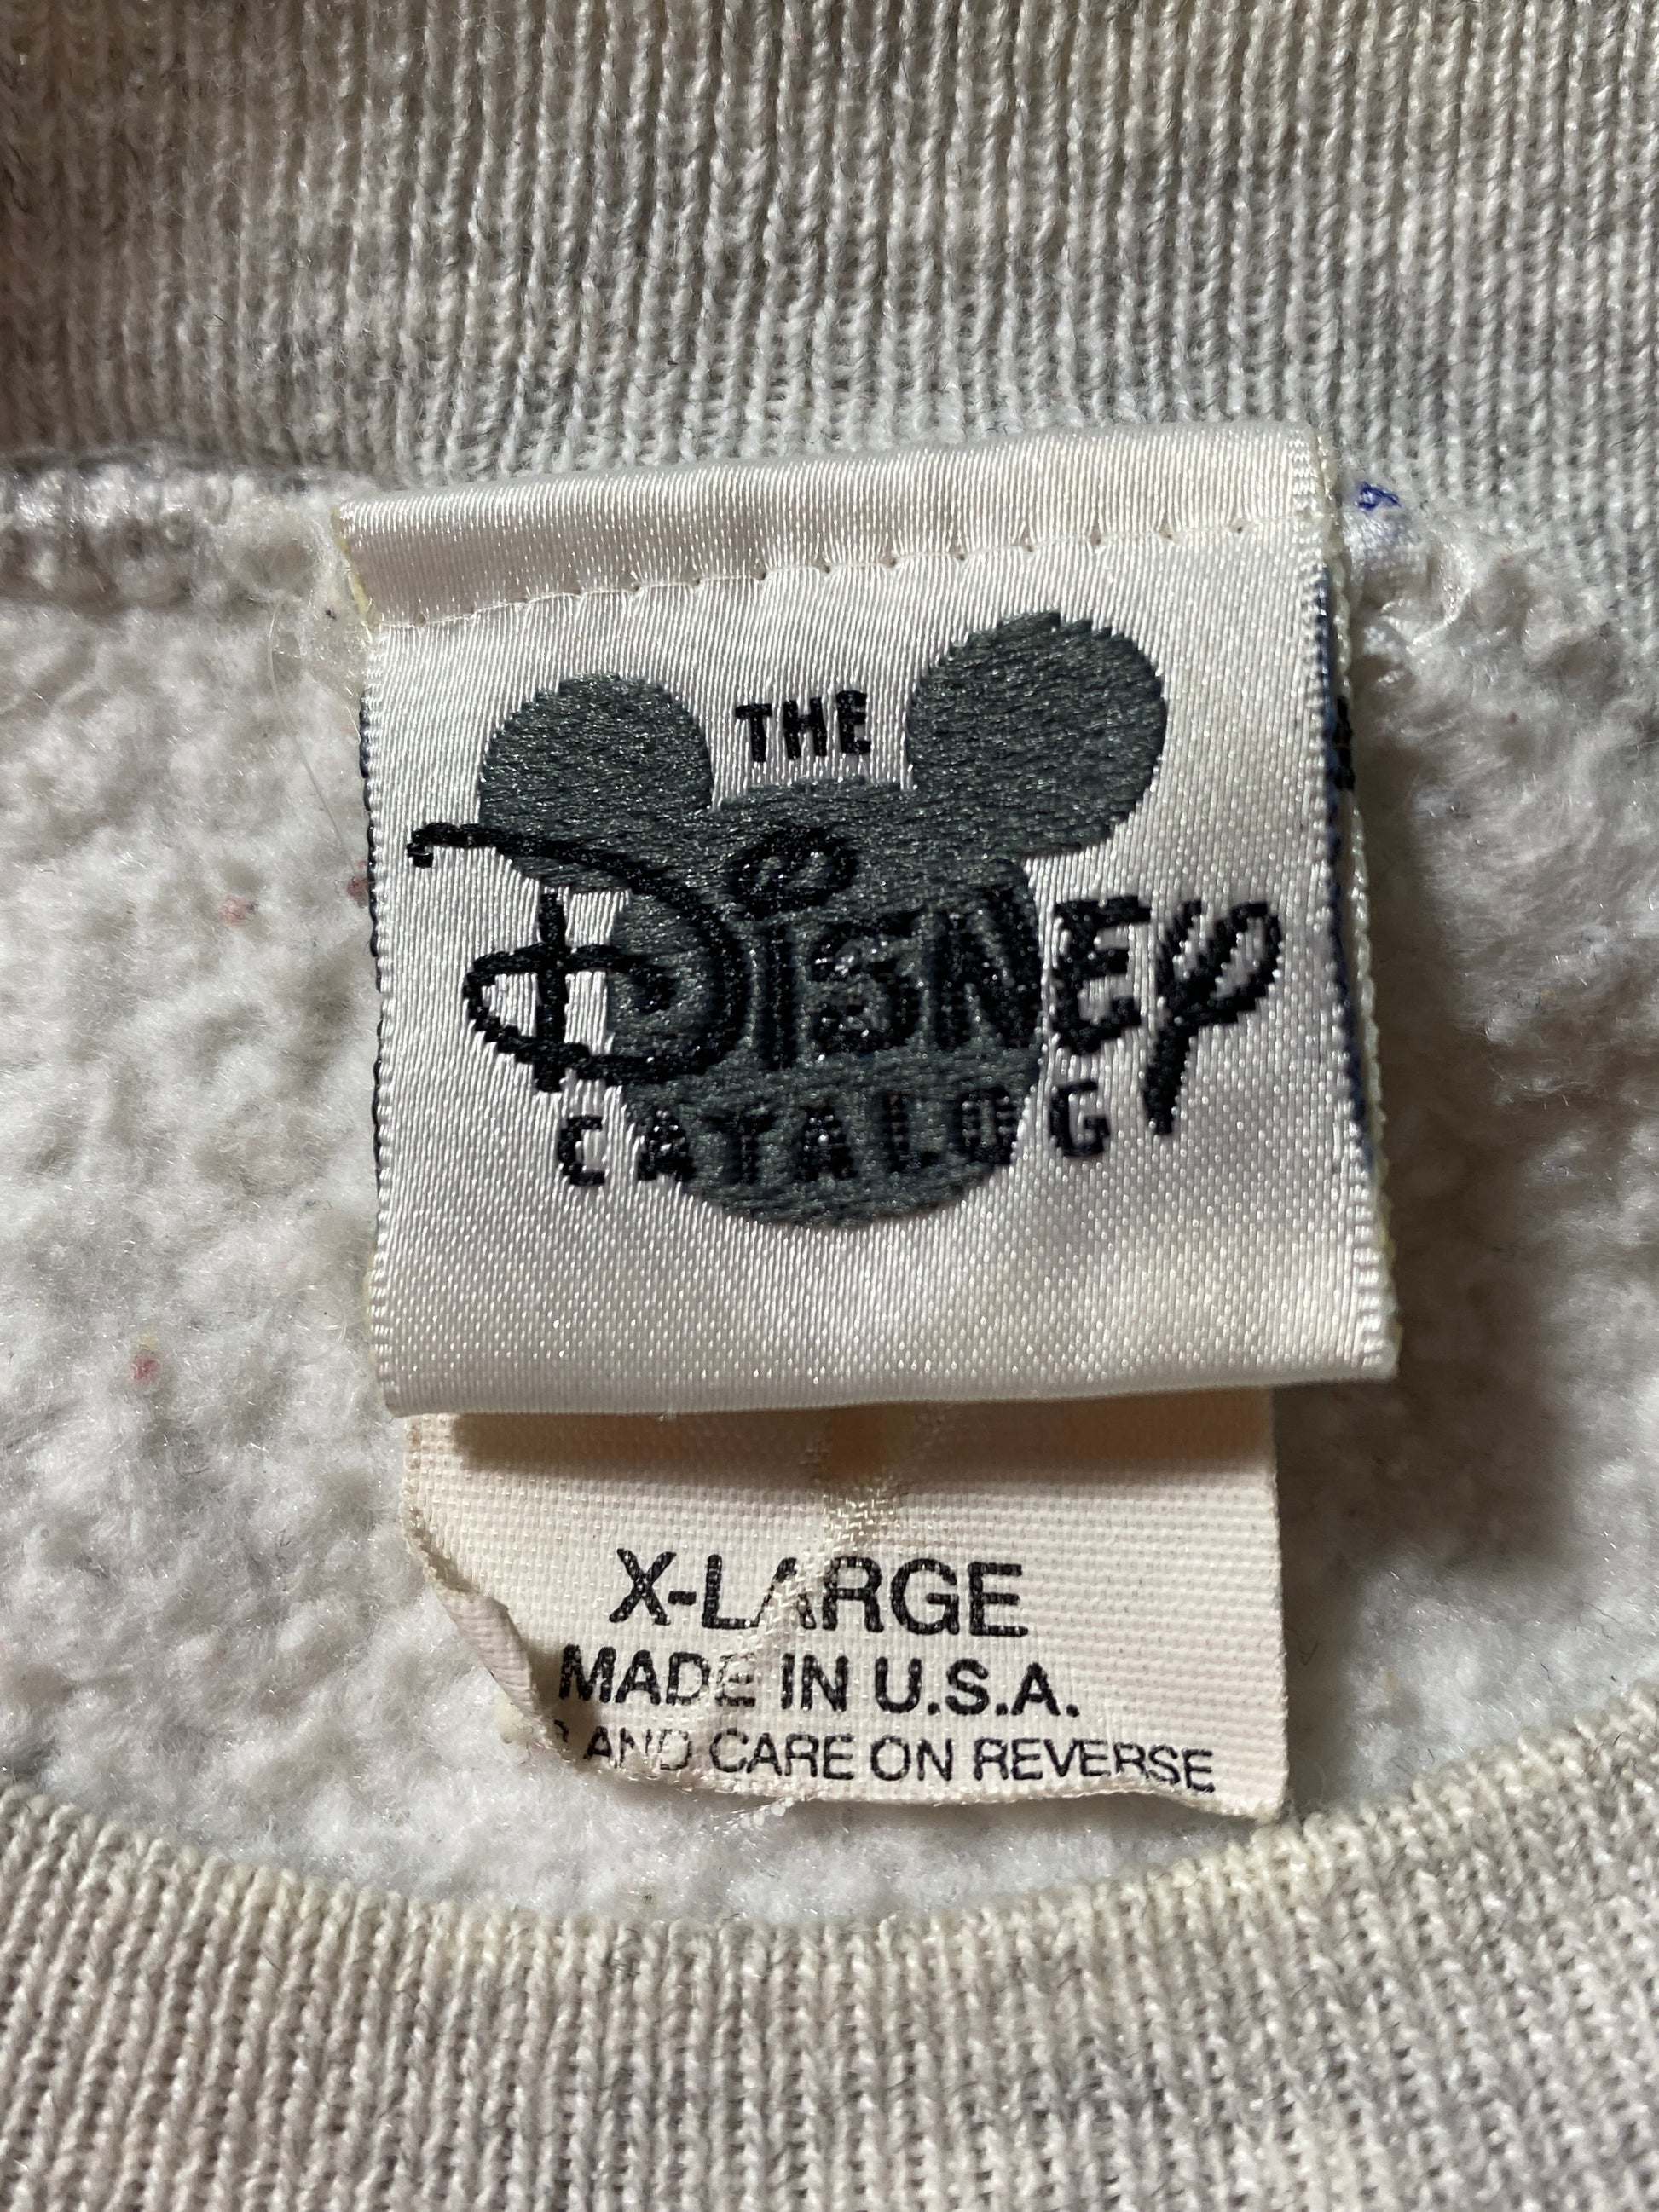 THE
DISNEY
CATALOG
X-LARGE
MADE IN U.S.A.
AND CARE ON REVERSE